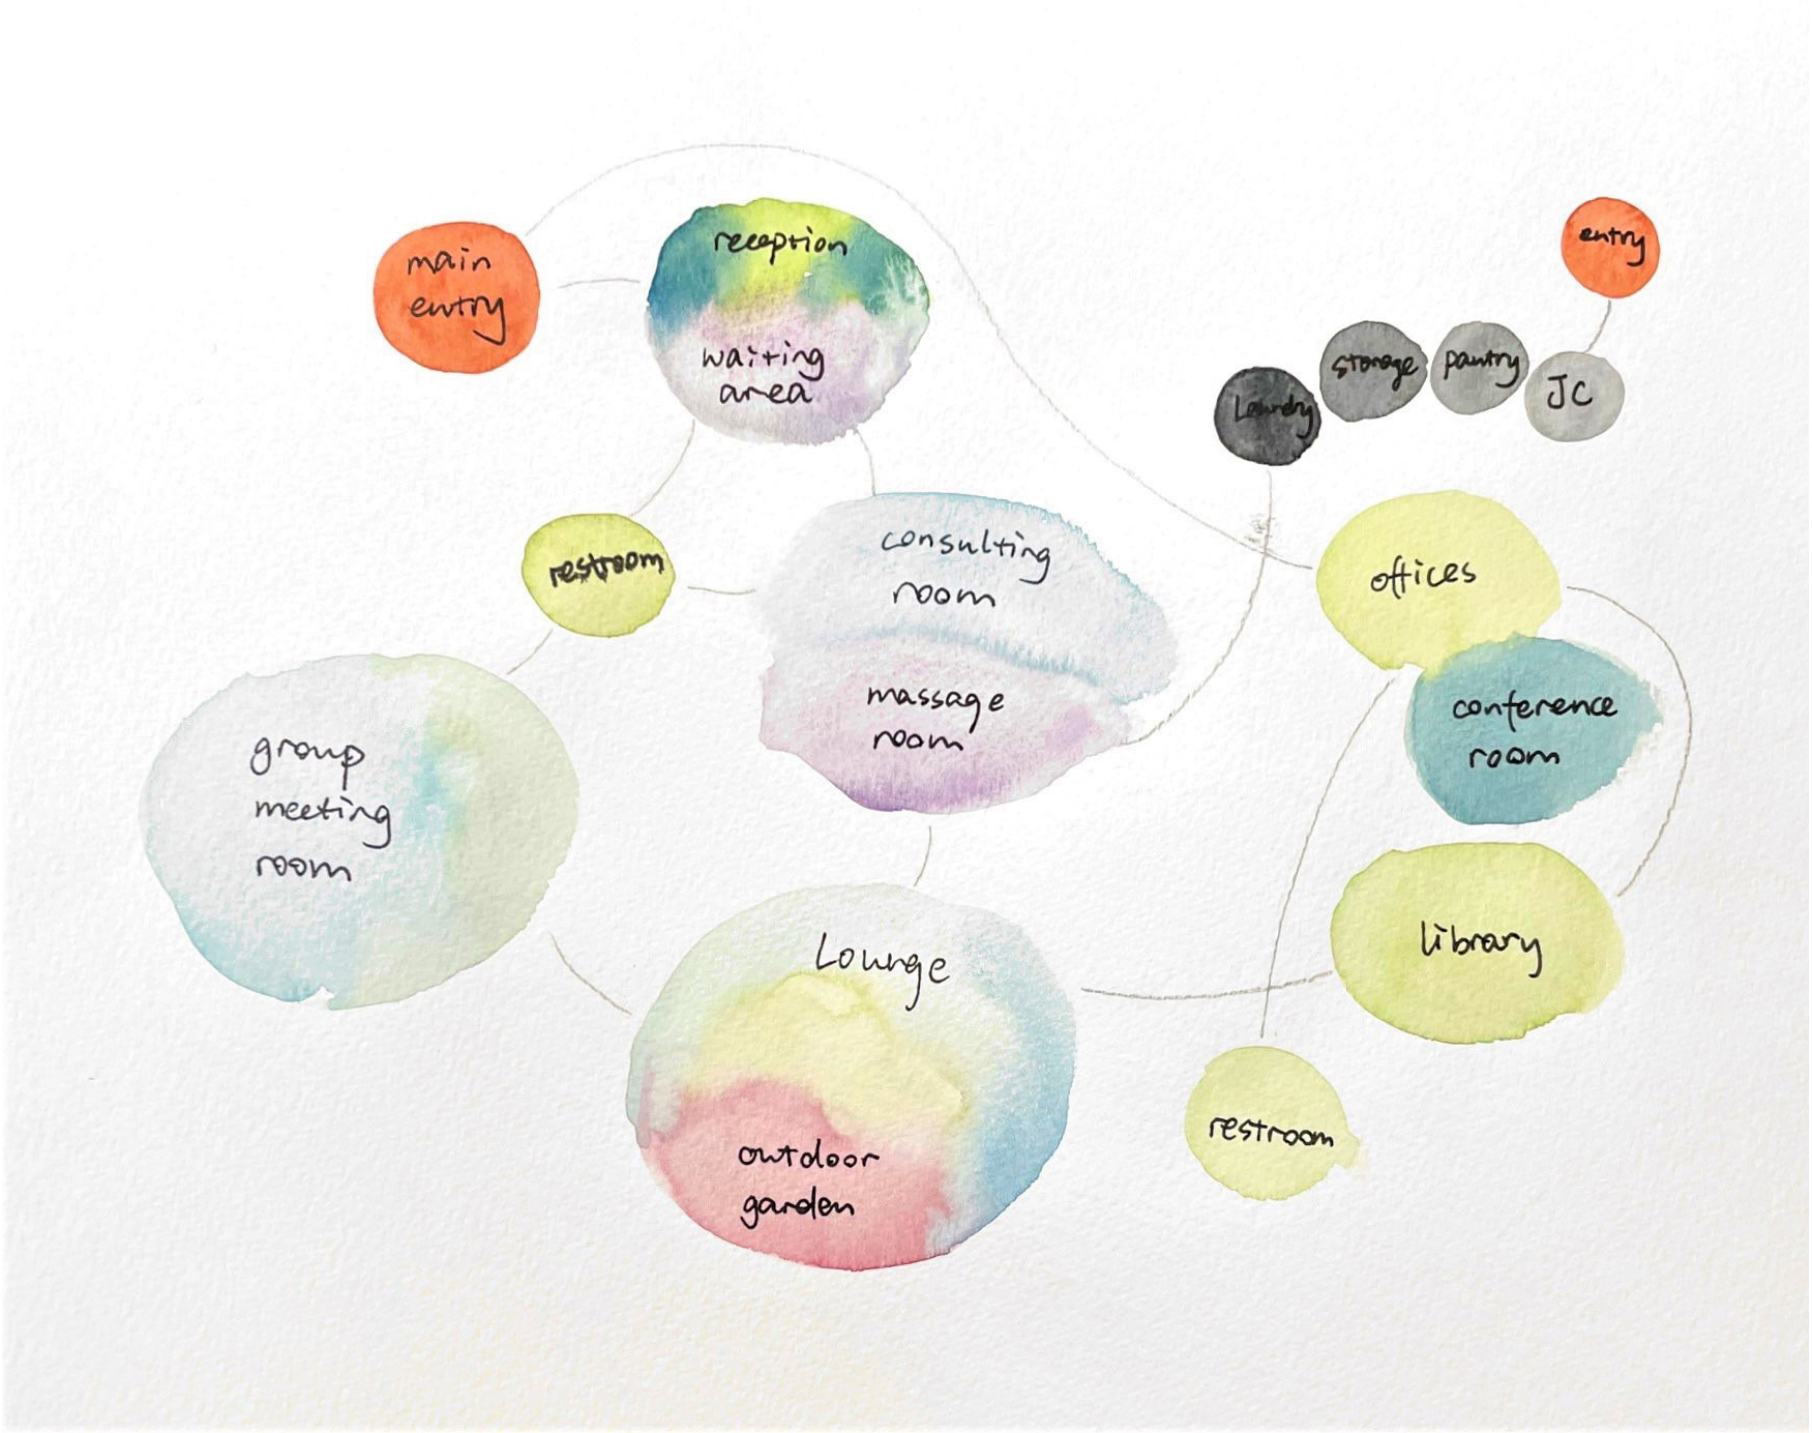 main
entry
reception
waiting
area
entry
Laundry
storage
pantry
JC
restroom
consulting
room
massage
room
offices
conference
room
group
meeting
room
library
Lounge
outdoor
garden
restroom